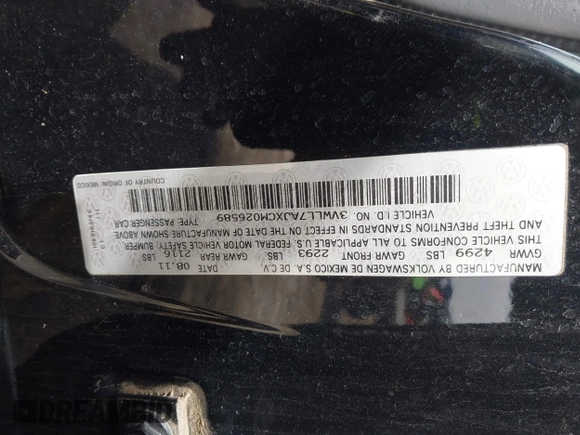 MANUFACTURED BY VOLKSWAGEN DE MEXICO S.A. DE C.V.
GVWR 4299 LBS GAWR FRONT 2293 LBS GAWR REAR 2116 LBS DATE 08.11
THIS VEHICLE CONFORMS TO ALL APPLICABLE U.S. FEDERAL MOTOR VEHICLE SAFETY, BUMPER
AND THEFT PREVENTION STANDARDS IN EFFECT ON THE DATE OF MANUFACTURE SHOWN ABOVE
VEHICLE I.D. NO. 3VWLL7AJXCM026589 TYPE: PASSENGER CAR
COUNTRY OF ORIGIN: MEXICO
DREAMBID